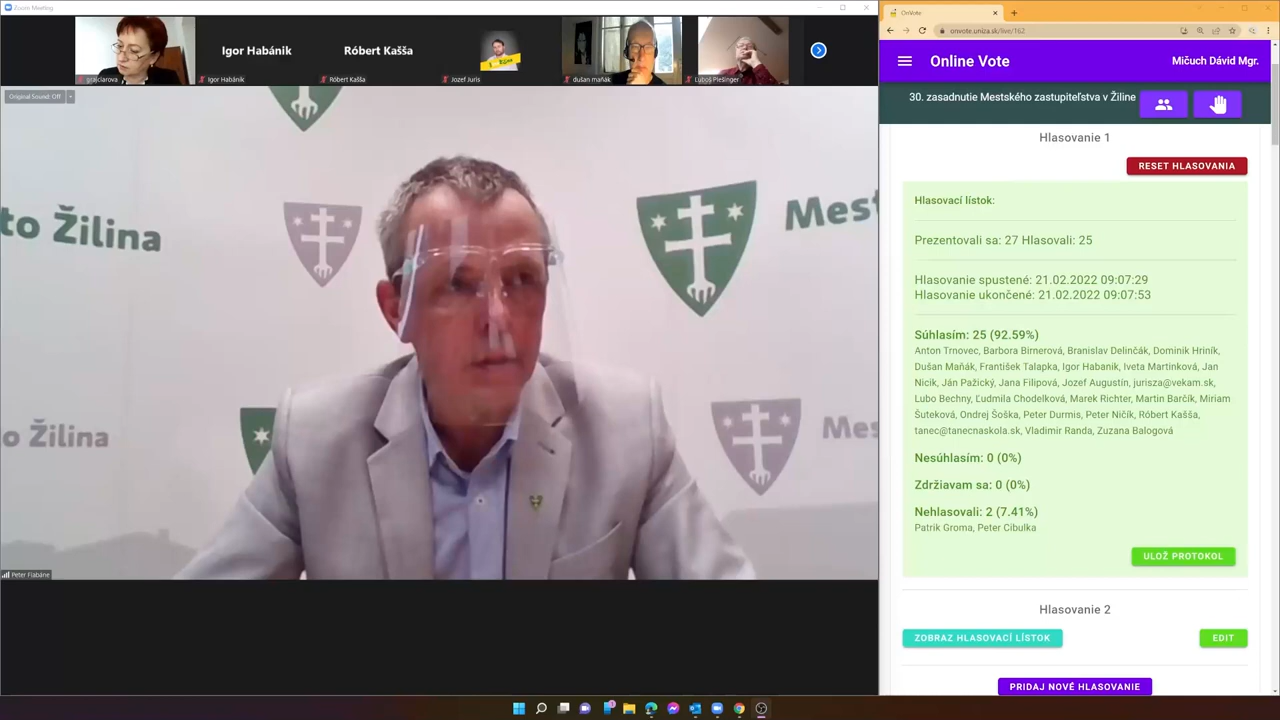 Zoom Meeting
grajciarova
Igor Habánik
Igor Habánik
Róbert Kašša
Róbert Kašša
Jozef Juris
dušan maňák
Ľuboš Plešinger
Original Sound: Off
to Žilina
Mest
o Žilina
Mes
Peter Fiabáne
OnVote
onvote.uniza.sk/live/162
Online Vote
Mičuch Dávid Mgr.
30. zasadnutie Mestského zastupiteľstva v Žiline
Hlasovanie 1
RESET HLASOVANIA
Hlasovací lístok:
Prezentovali sa: 27 Hlasovali: 25
Hlasovanie spustené: 21.02.2022 09:07:29
Hlasovanie ukončené: 21.02.2022 09:07:53
Súhlasím: 25 (92.59%)
Anton Trnovec, Barbora Birnerová, Branislav Delinčák, Dominik Hriník,
Dušan Maňák, František Talapka, Igor Habanik, Iveta Martinková, Jan
Nicik, Ján Pažický, Jana Filipová, Jozef Augustín, jurisza@vekam.sk,
Lubo Bechny, Ľudmila Chodelková, Marek Richter, Martin Barčík, Miriam
Šuteková, Ondrej Šoška, Peter Durmis, Peter Ničík, Róbert Kašša,
tanec@tanecnaskola.sk, Vladimir Randa, Zuzana Balogová
Nesúhlasím: 0 (0%)
Zdržiavam sa: 0 (0%)
Nehlasovali: 2 (7.41%)
Patrik Groma, Peter Cibulka
ULOŽ PROTOKOL
Hlasovanie 2
ZOBRAZ HLASOVACÍ LÍSTOK
EDIT
PRIDAJ NOVÉ HLASOVANIE